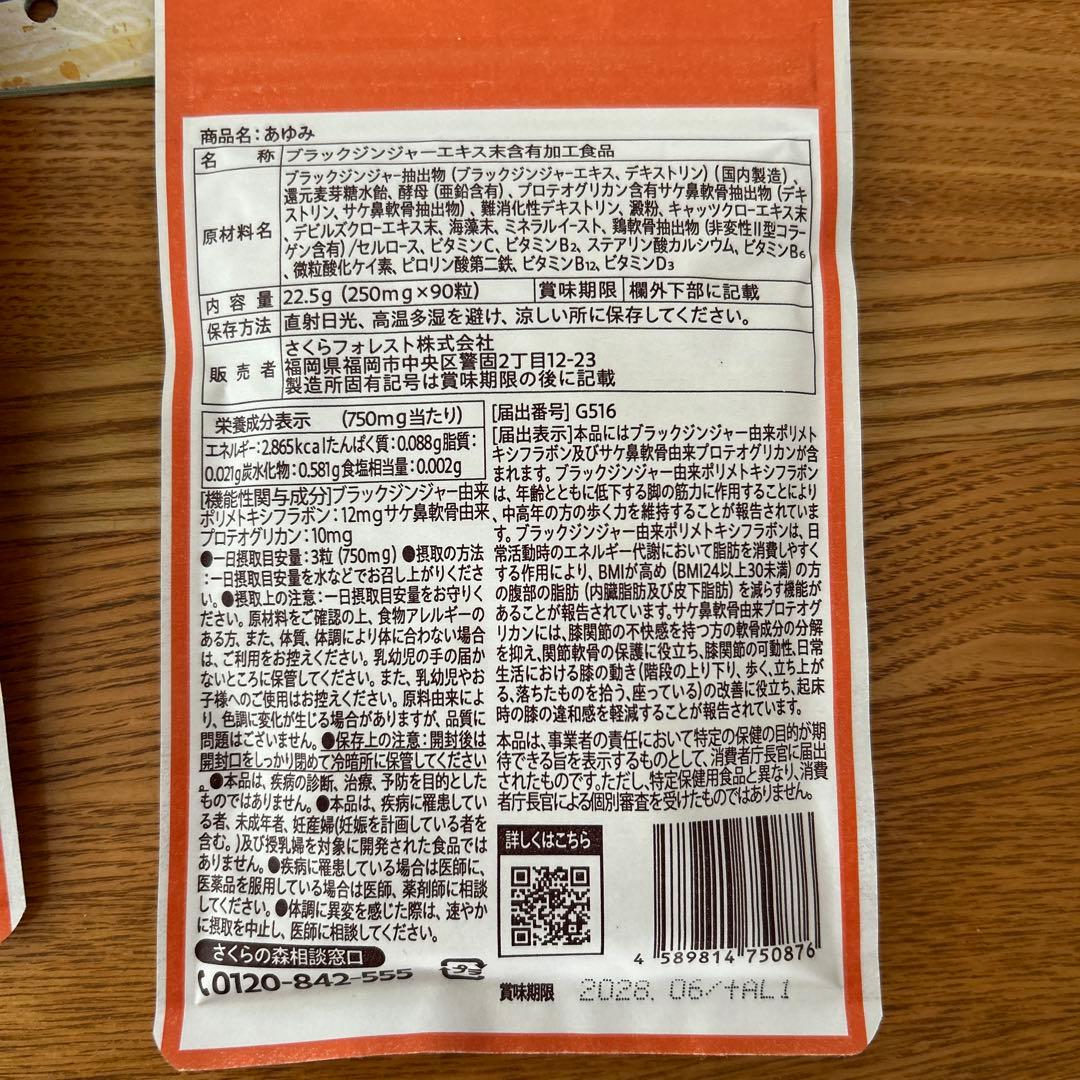 商品名：あゆみ
名称 ブラックジンジャーエキス末含有加工食品
原材料名 ブラックジンジャー抽出物（ブラックジンジャーエキス、デキストリン）（国内製造）、
還元麦芽糖水飴、酵母（亜鉛含有）、プロテオグリカン含有サケ鼻軟骨抽出物（デキ
ストリン、サケ鼻軟骨抽出物）、難消化性デキストリン、澱粉、キャッツクローエキス末
、デビルズクローエキス末、海藻末、ミネラルイースト、鶏軟骨抽出物（非変性Ⅱ型コラー
ゲン含有）/セルロース、ビタミンC、ビタミンB₂、ステアリン酸カルシウム、ビタミンB₆
、微粒酸化ケイ素、ピロリン酸第二鉄、ビタミンB₁₂、ビタミンD₃
内容量 22.5g（250mg×90粒） 賞味期限 欄外下部に記載
保存方法 直射日光、高温多湿を避け、涼しい所に保存してください。
販売者 さくらフォレスト株式会社
福岡県福岡市中央区警固2丁目12-23
製造所固有記号は賞味期限の後に記載
栄養成分表示 （750mg当たり）
エネルギー：2.865kcalたんぱく質：0.088g脂質：
0.021g炭水化物：0.581g食塩相当量：0.002g
[機能性関与成分]ブラックジンジャー由来
ポリメトキシフラボン：12mgサケ鼻軟骨由来
プロテオグリカン：10mg
●一日摂取目安量：3粒（750mg）●摂取の方法
：一日摂取目安量を水などでお召し上がりくださ
い。●摂取上の注意：一日摂取目安量をお守りく
ださい。原材料をご確認の上、食物アレルギーの
ある方、また、体質、体調により体に合わない場合
は、ご利用をお控えください。乳幼児の手の届か
ないところに保管してください。また、乳幼児やお
子様へのご使用はお控えください。原料由来によ
り、色調に変化が生じる場合がありますが、品質に
問題はございません。●保存上の注意：開封後は
開封口をしっかり閉めて冷暗所に保管してください
。●本品は、疾病の診断、治療、予防を目的とした
ものではありません。●本品は、疾病に罹患してい
る者、未成年者、妊産婦(妊娠を計画している者を
含む。)及び授乳婦を対象に開発された食品では
ありません。●疾病に罹患している場合は医師に、
医薬品を服用している場合は医師、薬剤師に相談
してください。●体調に異変を感じた際は、速やか
に摂取を中止し、医師に相談してください。
さくらの森相談窓口
0120-842-555
[届出番号] G516
[届出表示]本品にはブラックジンジャー由来ポリメト
キシフラボン及びサケ鼻軟骨由来プロテオグリカンが含
まれます。ブラックジンジャー由来ポリメトキシフラボン
は、年齢とともに低下する脚の筋力に作用することにより
、中高年の方の歩く力を維持することが報告されていま
す。ブラックジンジャー由来ポリメトキシフラボンは、日
常活動時のエネルギー代謝において脂肪を消費しやすく
する作用により、BMIが高め（BMI24以上30未満）の方
の腹部の脂肪（内臓脂肪及び皮下脂肪）を減らす機能が
あることが報告されています。サケ鼻軟骨由来プロテオグ
リカンには、膝関節の不快感を持つ方の軟骨成分の分解
を抑え、関節軟骨の保護に役立ち、膝関節の可動性、日常
生活における膝の動き（階段の上り下り、歩く、立ち上が
る、落ちたものを拾う、座っている）の改善に役立ち、起床
時の膝の違和感を軽減することが報告されています。
本品は、事業者の責任において特定の保健の目的が期
待できる旨を表示するものとして、消費者庁長官に届出
されたものです。ただし、特定保健用食品と異なり、消費
者庁長官による個別審査を受けたものではありません。
詳しくはこちら
4 589814 750876
プラ
賞味期限 2028. 06/+AL1